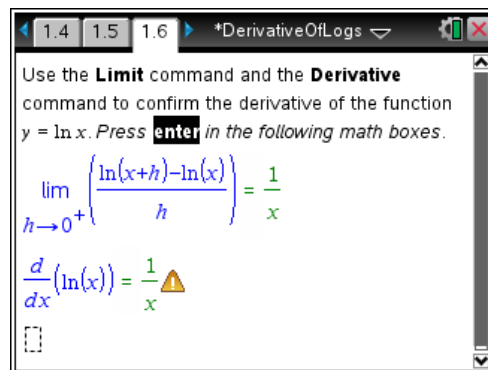 1.4 1.5 1.6 *DerivativeOfLogs
Use the Limit command and the Derivative
command to confirm the derivative of the function
y = ln x. Press enter in the following math boxes.
lim h→0⁺ ((ln(x+h)−ln(x))/h) = 1/x
d/dx(ln(x)) = 1/x